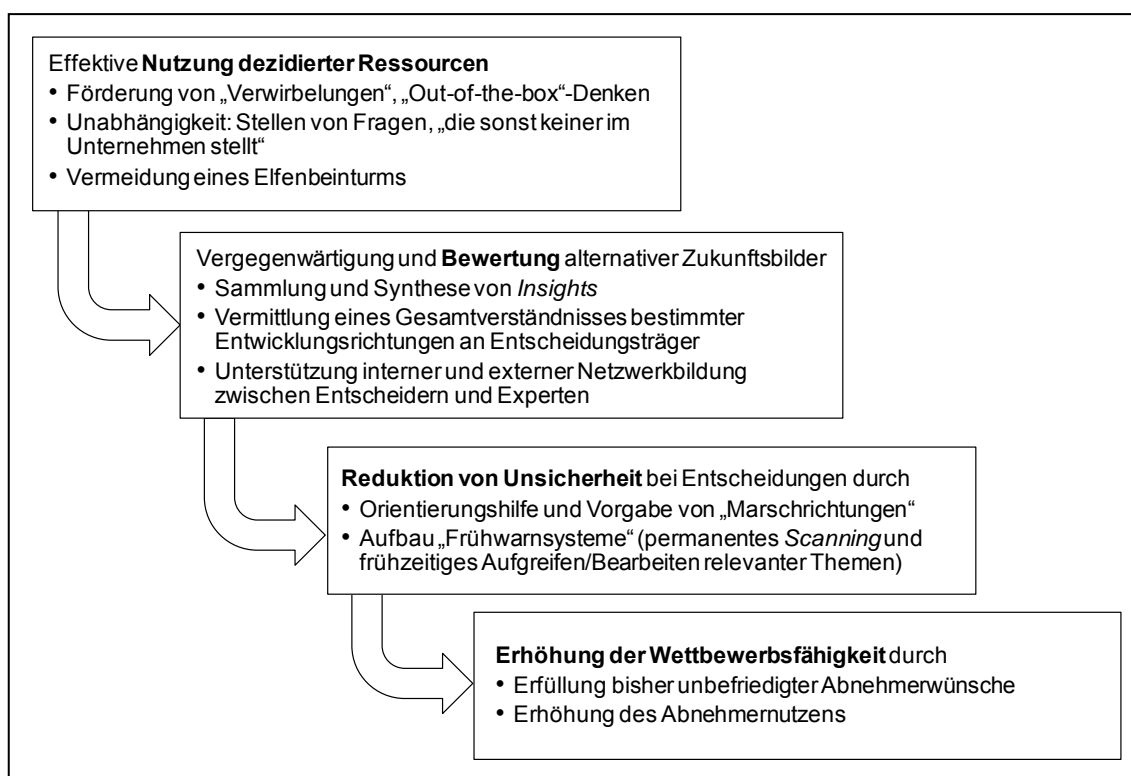 Effektive Nutzung dezidierter Ressourcen
• Förderung von „Verwirbelungen“, „Out-of-the-box“-Denken
• Unabhängigkeit: Stellen von Fragen, „die sonst keiner im
Unternehmen stellt“
• Vermeidung eines Elfenbeinturms
Vergegenwärtigung und Bewertung alternativer Zukunftsbilder
• Sammlung und Synthese von Insights
• Vermittlung eines Gesamtverständnisses bestimmter
Entwicklungsrichtungen an Entscheidungsträger
• Unterstützung interner und externer Netzwerkbildung
zwischen Entscheidern und Experten
Reduktion von Unsicherheit bei Entscheidungen durch
• Orientierungshilfe und Vorgabe von „Marschrichtungen“
• Aufbau „Frühwarnsysteme“ (permanentes Scanning und
frühzeitiges Aufgreifen/Bearbeiten relevanter Themen)
Erhöhung der Wettbewerbsfähigkeit durch
• Erfüllung bisher unbefriedigter Abnehmerwünsche
• Erhöhung des Abnehmernutzens